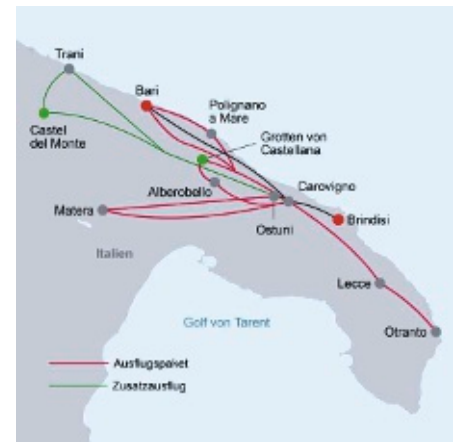 Trani
Bari
Polignano
a Mare
Castel
del Monte
Grotten von
Castellana
Alberobello
Carovigno
Matera
Ostuni
Brindisi
Italien
Lecce
Golf von Tarent
Otranto
Ausflugspaket
Zusatzausflug